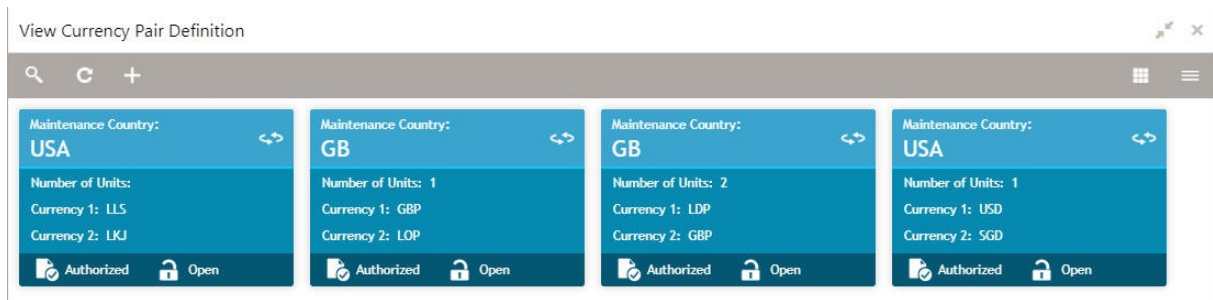 View Currency Pair Definition
Maintenance Country:
USA
Number of Units:
Currency 1: LLS
Currency 2: LKJ
Authorized Open
Maintenance Country:
GB
Number of Units: 1
Currency 1: GBP
Currency 2: LOP
Authorized Open
Maintenance Country:
GB
Number of Units: 2
Currency 1: LDP
Currency 2: GBP
Authorized Open
Maintenance Country:
USA
Number of Units: 1
Currency 1: USD
Currency 2: SGD
Authorized Open